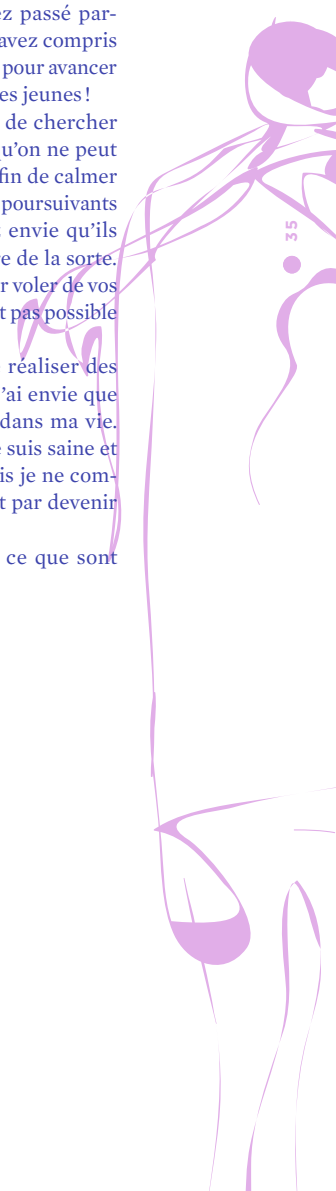 ez passé par-
avez compris
pour avancer
es jeunes !
de chercher
u'on ne peut
fin de calmer
poursuivants
envie qu'ils
re de la sorte.
r voler de vos
t pas possible
réaliser des
'ai envie que
dans ma vie.
suis saine et
is je ne com-
t par devenir
ce que sont
35